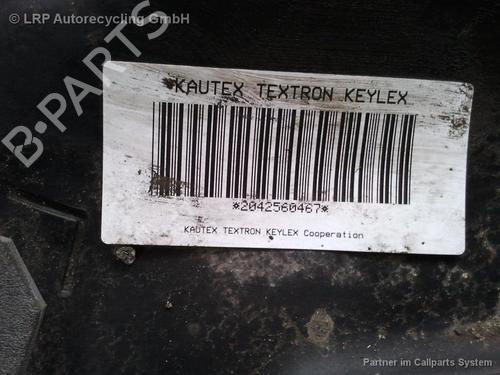 © LRP Autorecycling GmbH
B-PARTS
KAUTEX TEXTRON KEYLEX
*2042560467*
KAUTEX TEXTRON KEYLEX Cooperation
Partner im Callparts System